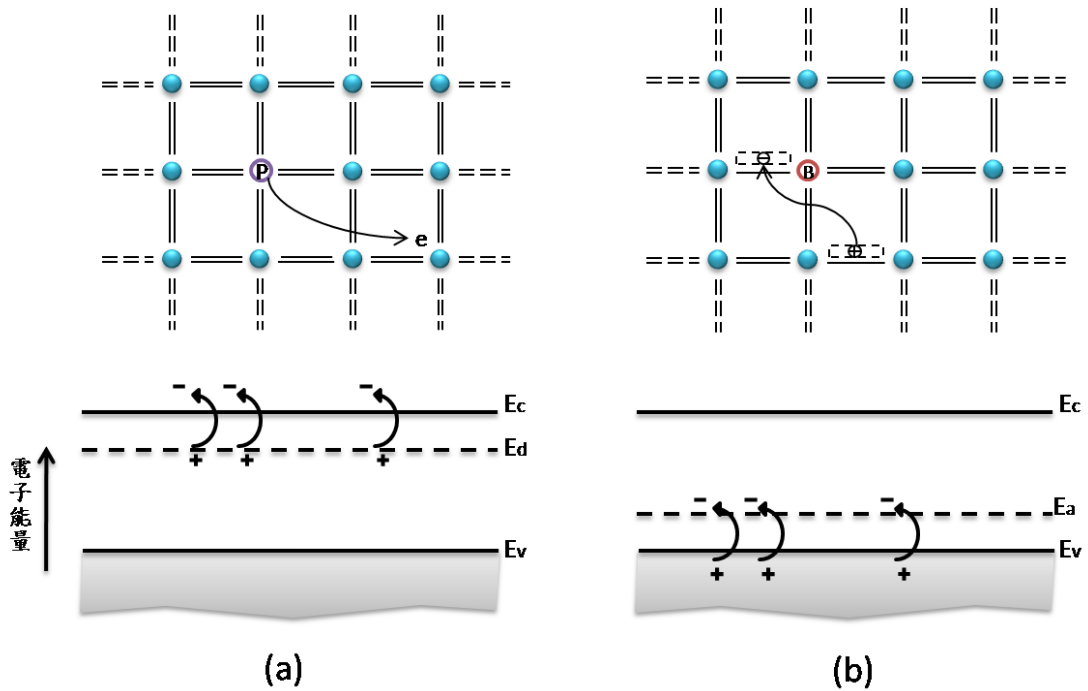 P
e
B
⊖
⊕
Ec
Ed
Ev
電子能量
- - -
+ + +
(a)
Ec
Ea
Ev
- - -
+ + +
(b)